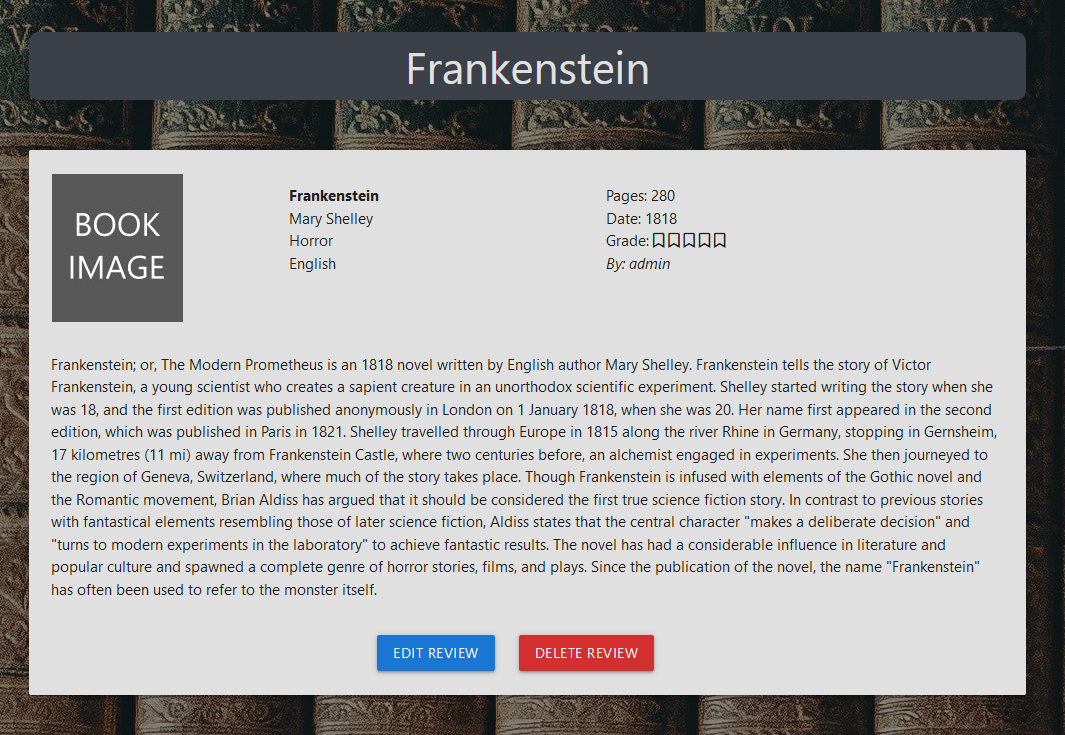 VOL VOL VOL
Frankenstein
BOOK
IMAGE
Frankenstein
Mary Shelley
Horror
English
Pages: 280
Date: 1818
Grade:
By: admin
Frankenstein; or, The Modern Prometheus is an 1818 novel written by English author Mary Shelley. Frankenstein tells the story of Victor
Frankenstein, a young scientist who creates a sapient creature in an unorthodox scientific experiment. Shelley started writing the story when she
was 18, and the first edition was published anonymously in London on 1 January 1818, when she was 20. Her name first appeared in the second
edition, which was published in Paris in 1821. Shelley travelled through Europe in 1815 along the river Rhine in Germany, stopping in Gernsheim,
17 kilometres (11 mi) away from Frankenstein Castle, where two centuries before, an alchemist engaged in experiments. She then journeyed to
the region of Geneva, Switzerland, where much of the story takes place. Though Frankenstein is infused with elements of the Gothic novel and
the Romantic movement, Brian Aldiss has argued that it should be considered the first true science fiction story. In contrast to previous stories
with fantastical elements resembling those of later science fiction, Aldiss states that the central character "makes a deliberate decision" and
"turns to modern experiments in the laboratory" to achieve fantastic results. The novel has had a considerable influence in literature and
popular culture and spawned a complete genre of horror stories, films, and plays. Since the publication of the novel, the name "Frankenstein"
has often been used to refer to the monster itself.
EDIT REVIEW
DELETE REVIEW